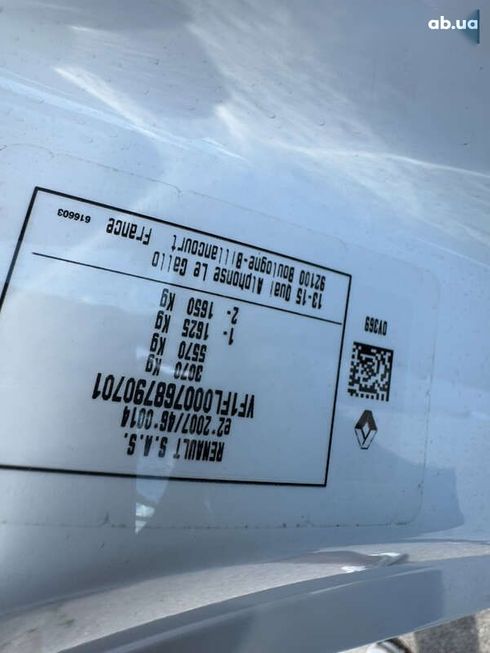 ab.ua
RENAULT S.A.S.
e2*2007/46*0014
VF1FL000768790701
3070 Kg
5570 Kg
1- 1625 Kg
2- 1650 Kg
13-15 Quai Alphonse Le Gallo
92100 Boulogne-Billancourt
France
616603
0V369